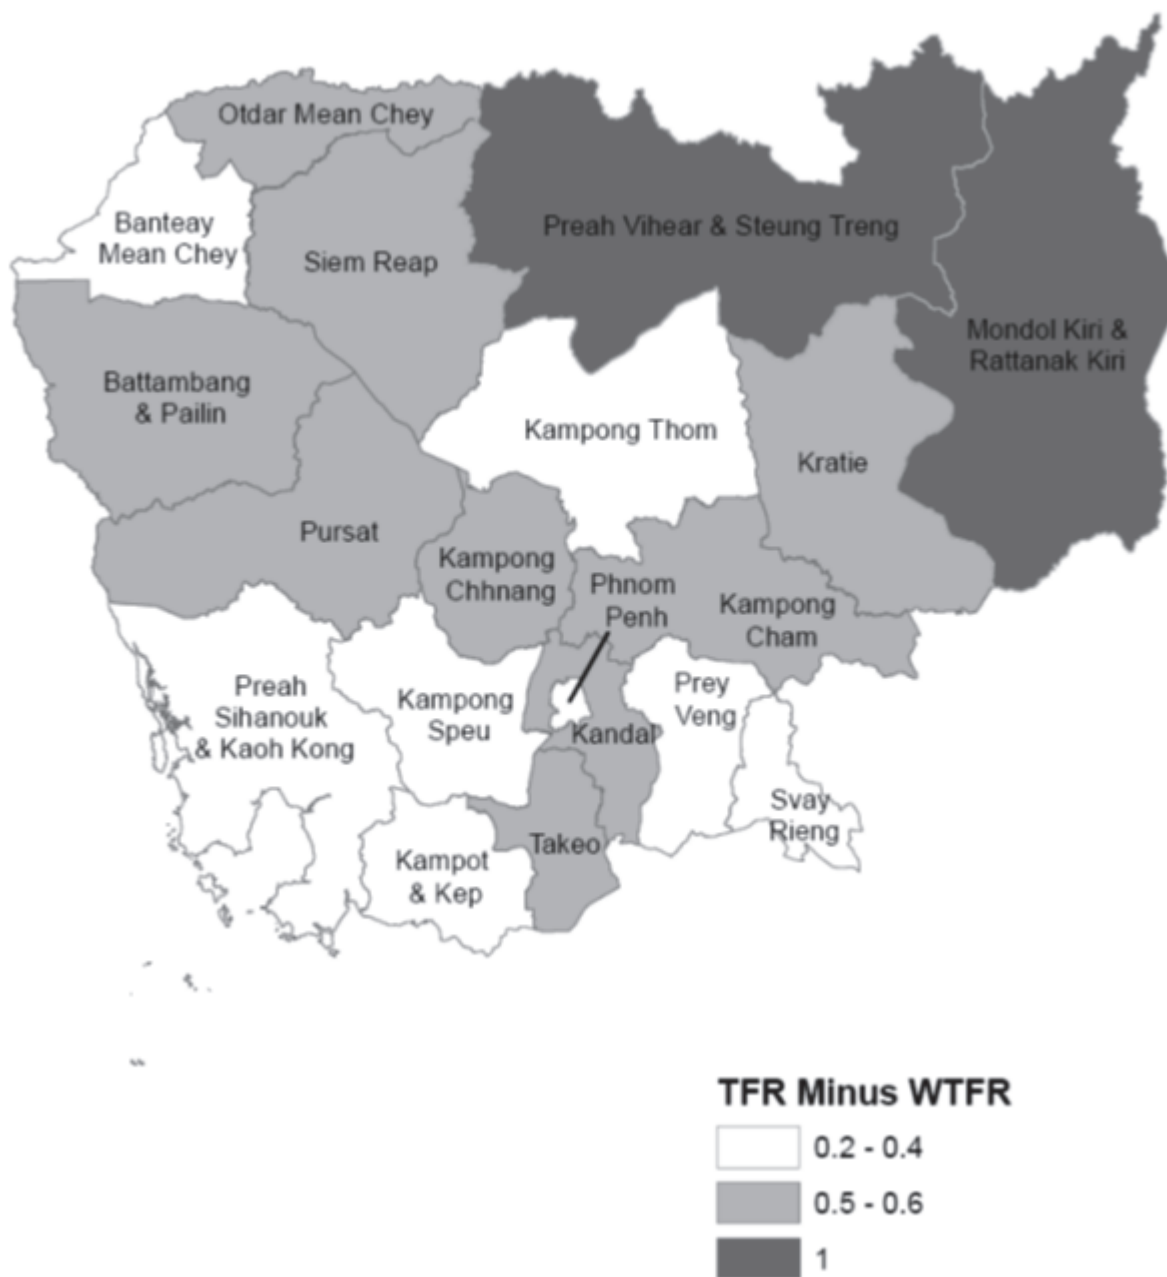 Otdar Mean Chey
Banteay
Mean Chey
Siem Reap
Preah Vihear & Steung Treng
Mondol Kiri &
Rattanak Kiri
Battambang
& Pailin
Kampong Thom
Kratie
Pursat
Kampong
Chhnang
Phnom
Penh
Kampong
Cham
Preah
Sihanouk
& Kaoh Kong
Kampong
Speu
Prey
Veng
Kandal
Svay
Rieng
Takeo
Kampot
& Kep
TFR Minus WTFR
0.2 - 0.4
0.5 - 0.6
1